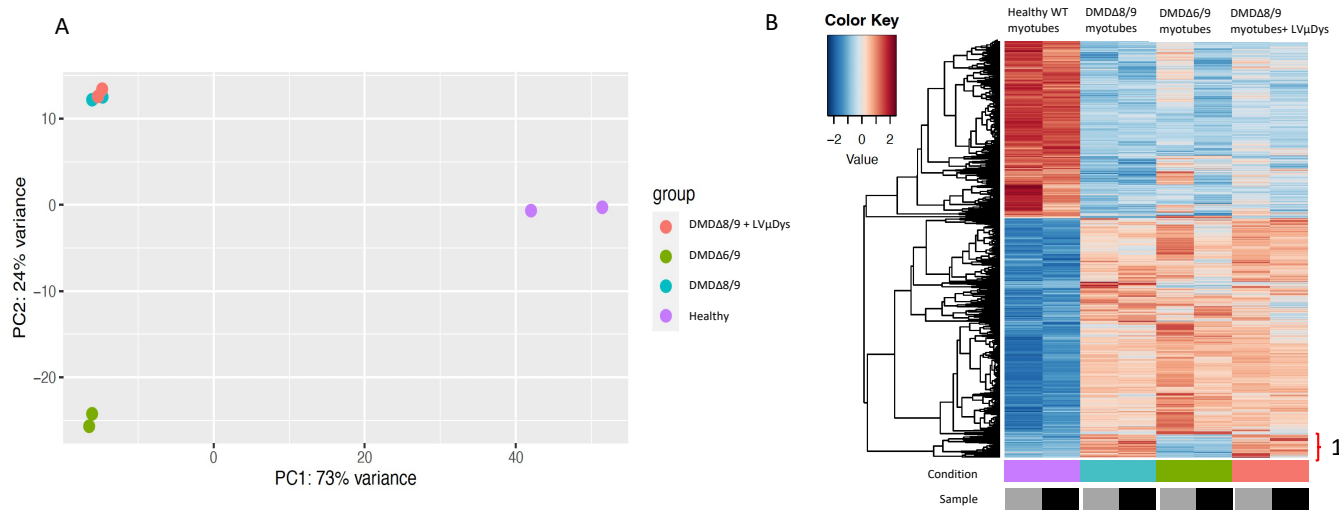 A
PC2: 24% variance
10
0
−10
−20
0
20
40
PC1: 73% variance
group
DMDΔ8/9 + LVµDys
DMDΔ6/9
DMDΔ8/9
Healthy
B
Color Key
−2
0
2
Value
Healthy WT
myotubes
DMDΔ8/9
myotubes
DMDΔ6/9
myotubes
DMDΔ8/9
myotubes+ LVµDys
1
Condition
Sample